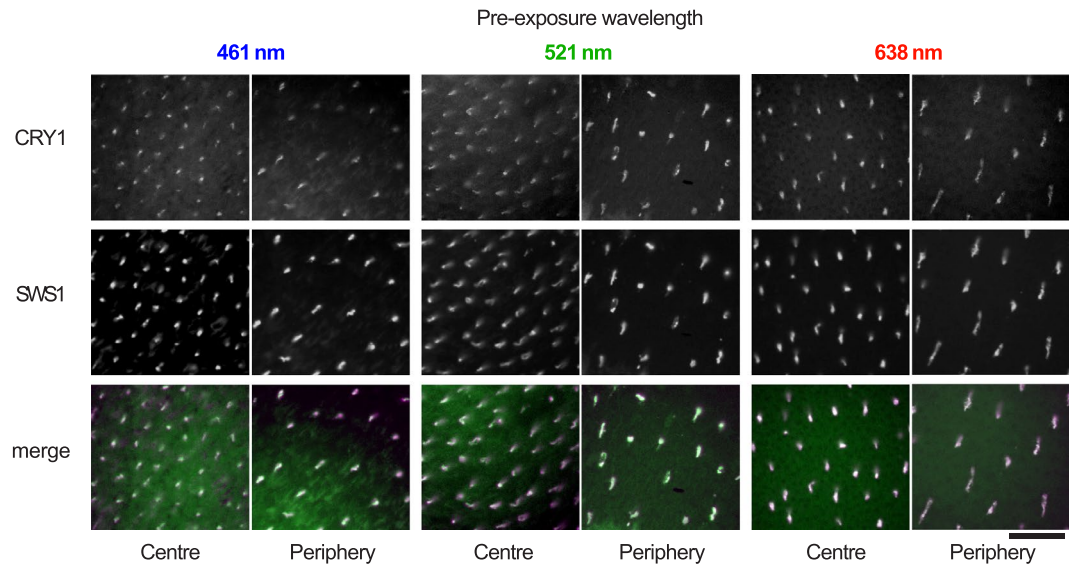 Pre-exposure wavelength
461 nm 521 nm 638 nm
CRY1
SWS1
merge
Centre Periphery Centre Periphery Centre Periphery